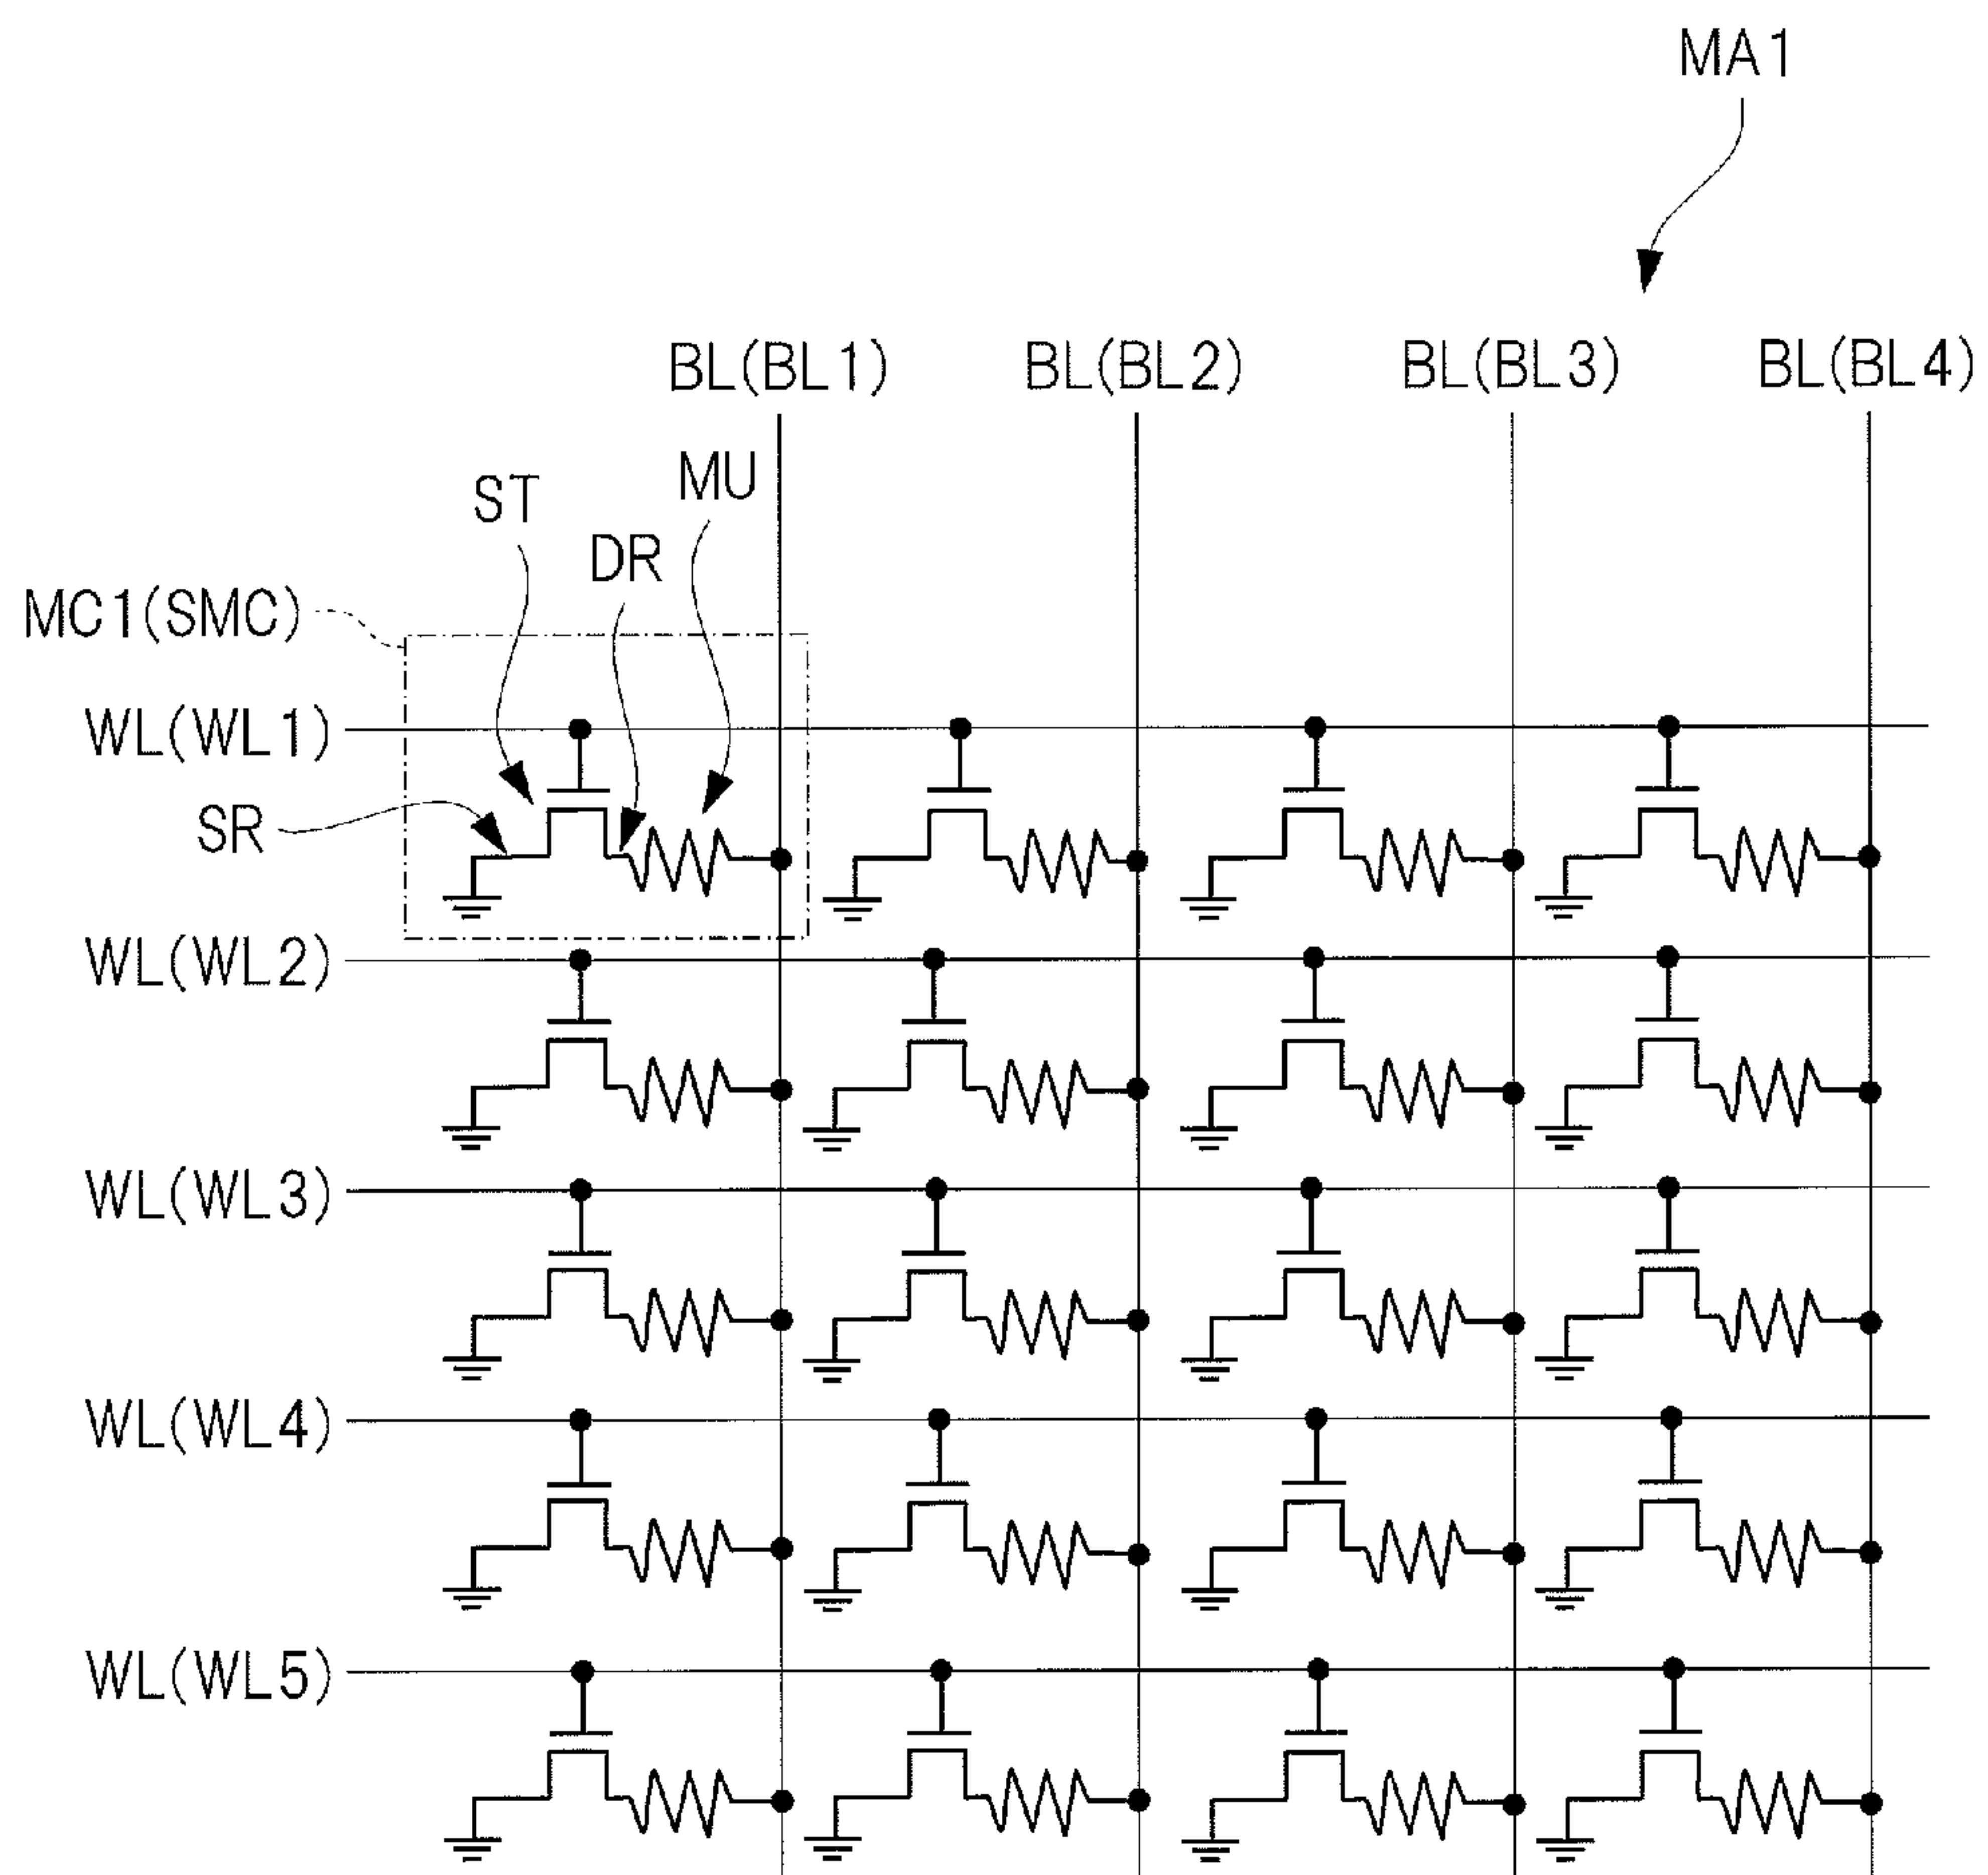 MA1
BL(BL1) BL(BL2) BL(BL3) BL(BL4)
MU
ST
DR
MC1(SMC)
WL(WL1)
SR
WL(WL2)
WL(WL3)
WL(WL4)
WL(WL5)